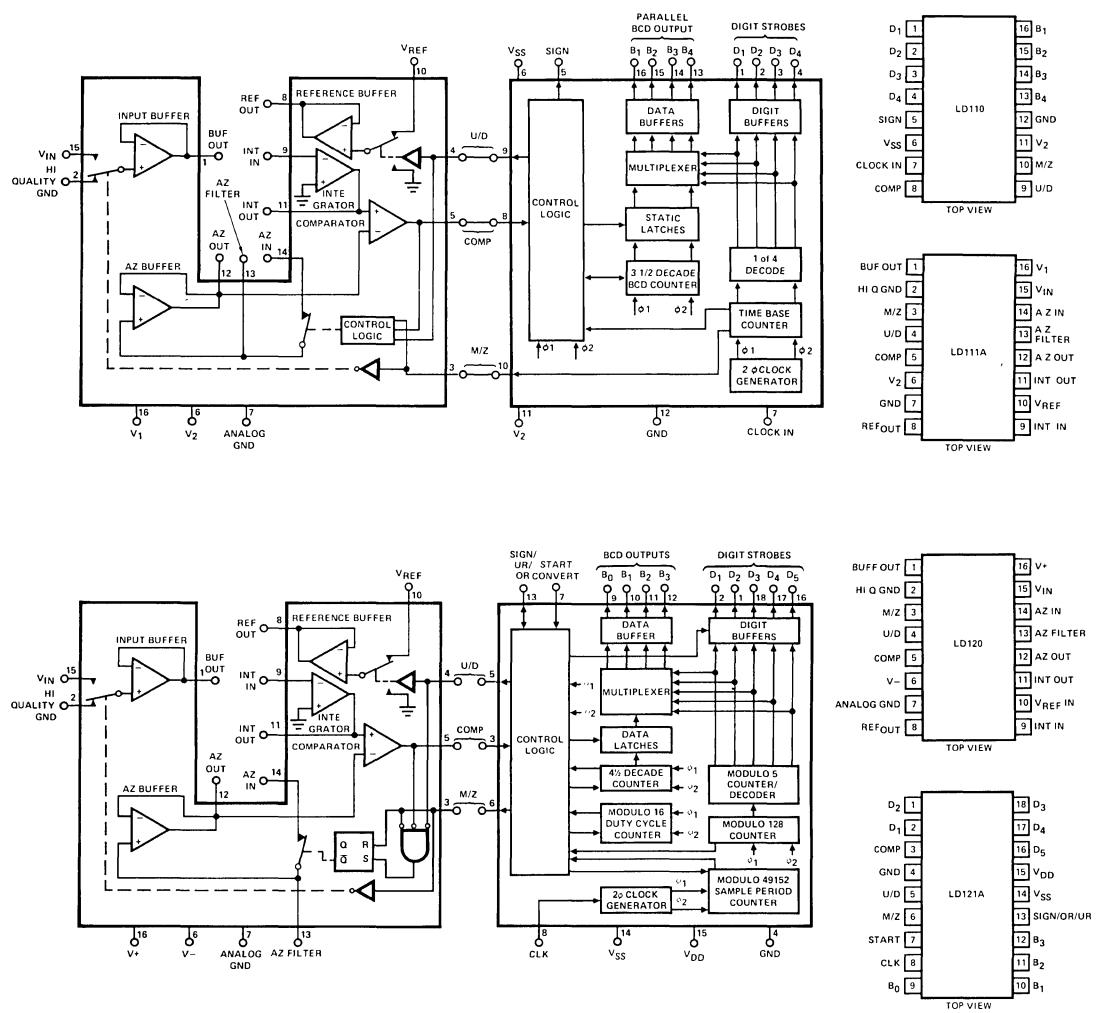 PARALLEL
BCD OUTPUT
DIGIT STROBES
VREF
10
VSS
6
SIGN
5
B1 B2 B3 B4
16 15 14 13
D1 D2 D3 D4
1 2 3 4
REF OUT
8
REFERENCE BUFFER
INPUT BUFFER
BUF OUT
1
VIN
15
HI QUALITY GND
2
INT IN
9
INTE GRATOR
AZ FILTER
13
INT OUT
11
COMPARATOR
AZ OUT
12
AZ IN
14
AZ BUFFER
CONTROL LOGIC
4 U/D 9
5 COMP 8
3 M/Z 10
CONTROL LOGIC
φ1 φ2
DATA BUFFERS
DIGIT BUFFERS
MULTIPLEXER
STATIC LATCHES
3 1/2 DECADE BCD COUNTER
φ1 φ2
1 of 4 DECODE
TIME BASE COUNTER
φ1 φ2
2 φ CLOCK GENERATOR
16
V1
6
V2
7
ANALOG GND
11
V2
12
GND
7
CLOCK IN
D1 1 16 B1
D2 2 15 B2
D3 3 14 B3
D4 4 13 B4
LD110
SIGN 5 12 GND
VSS 6 11 V2
CLOCK IN 7 10 M/Z
COMP 8 9 U/D
TOP VIEW
BUF OUT 1 16 V1
HI Q GND 2 15 VIN
M/Z 3 14 A Z IN
U/D 4 13 A Z FILTER
LD111A
COMP 5 12 A Z OUT
V2 6 11 INT OUT
GND 7 10 VREF
REFOUT 8 9 INT IN
TOP VIEW
SIGN/ UR/ OR
13
START CONVERT
7
BCD OUTPUTS
DIGIT STROBES
VREF
10
B0 B1 B2 B3
9 10 11 12
D1 D2 D3 D4 D5
2 1 18 17 16
REF OUT
8
REFERENCE BUFFER
INPUT BUFFER
BUF OUT
1
VIN
15
HI QUALITY GND
2
INT IN
9
INTE GRATOR
INT OUT
11
COMPARATOR
AZ OUT
12
AZ IN
14
AZ BUFFER
Q R
Q̅ S
4 U/D 5
5 COMP 3
3 M/Z 6
CONTROL LOGIC
DATA BUFFER
DIGIT BUFFERS
φ1
φ2
MULTIPLEXER
DATA LATCHES
4½ DECADE COUNTER
φ1
φ2
MODULO 5 COUNTER/ DECODER
MODULO 16 DUTY CYCLE COUNTER
φ1
φ2
MODULO 128 COUNTER
φ1 φ2
2φ CLOCK GENERATOR
φ1
φ2
MODULO 49152 SAMPLE PERIOD COUNTER
16
V+
6
V−
7
ANALOG GND
13
AZ FILTER
8
CLK
14
VSS
15
VDD
4
GND
BUFF OUT 1 16 V+
HI Q GND 2 15 VIN
M/Z 3 14 AZ IN
U/D 4 13 AZ FILTER
LD120
COMP 5 12 AZ OUT
V− 6 11 INT OUT
ANALOG GND 7 10 VREF IN
REFOUT 8 9 INT IN
TOP VIEW
D2 1 18 D3
D1 2 17 D4
COMP 3 16 D5
GND 4 15 VDD
LD121A
U/D 5 14 VSS
M/Z 6 13 SIGN/OR/UR
START 7 12 B3
CLK 8 11 B2
B0 9 10 B1
TOP VIEW